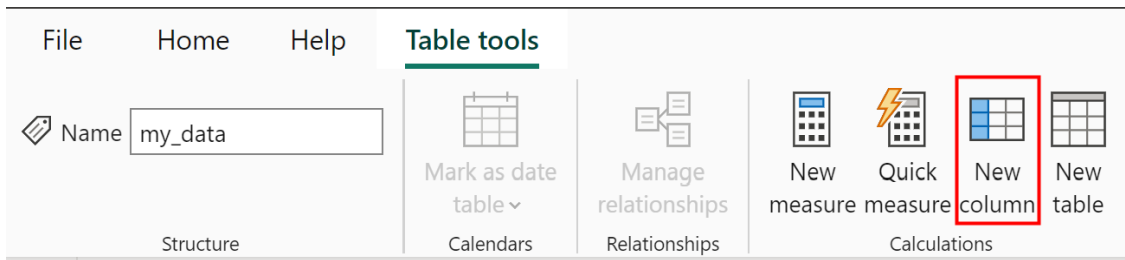 File Home Help Table tools
Name my_data
Mark as date
table
Manage
relationships
New
measure
Quick
measure
New
column
New
table
Structure Calendars Relationships Calculations